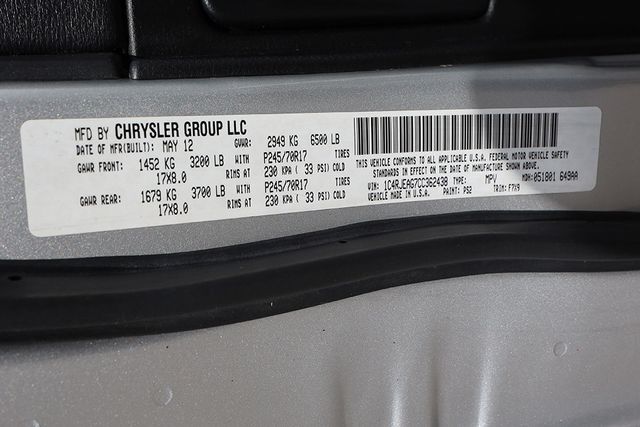 MFD BY CHRYSLER GROUP LLC
DATE OF MFR(BUILT): MAY 12 GVWR: 2949 KG 6500 LB
GAWR FRONT: 1452 KG 3200 LB WITH P245/70R17 TIRES
17X8.0 RIMS AT 230 KPA ( 33 PSI) COLD
GAWR REAR: 1679 KG 3700 LB WITH P245/70R17 TIRES
17X8.0 RIMS AT 230 KPA ( 33 PSI) COLD
THIS VEHICLE CONFORMS TO ALL APPLICABLE U.S.A. FEDERAL MOTOR VEHICLE SAFETY
STANDARDS IN EFFECT ON THE DATE OF MANUFACTURE SHOWN ABOVE.
VIN: 1C4RJEAG7CC362438 TYPE: MPV MDH: 051801 649AA
VEHICLE MADE IN U.S.A. PAINT: PS2 TRIM: F7X9